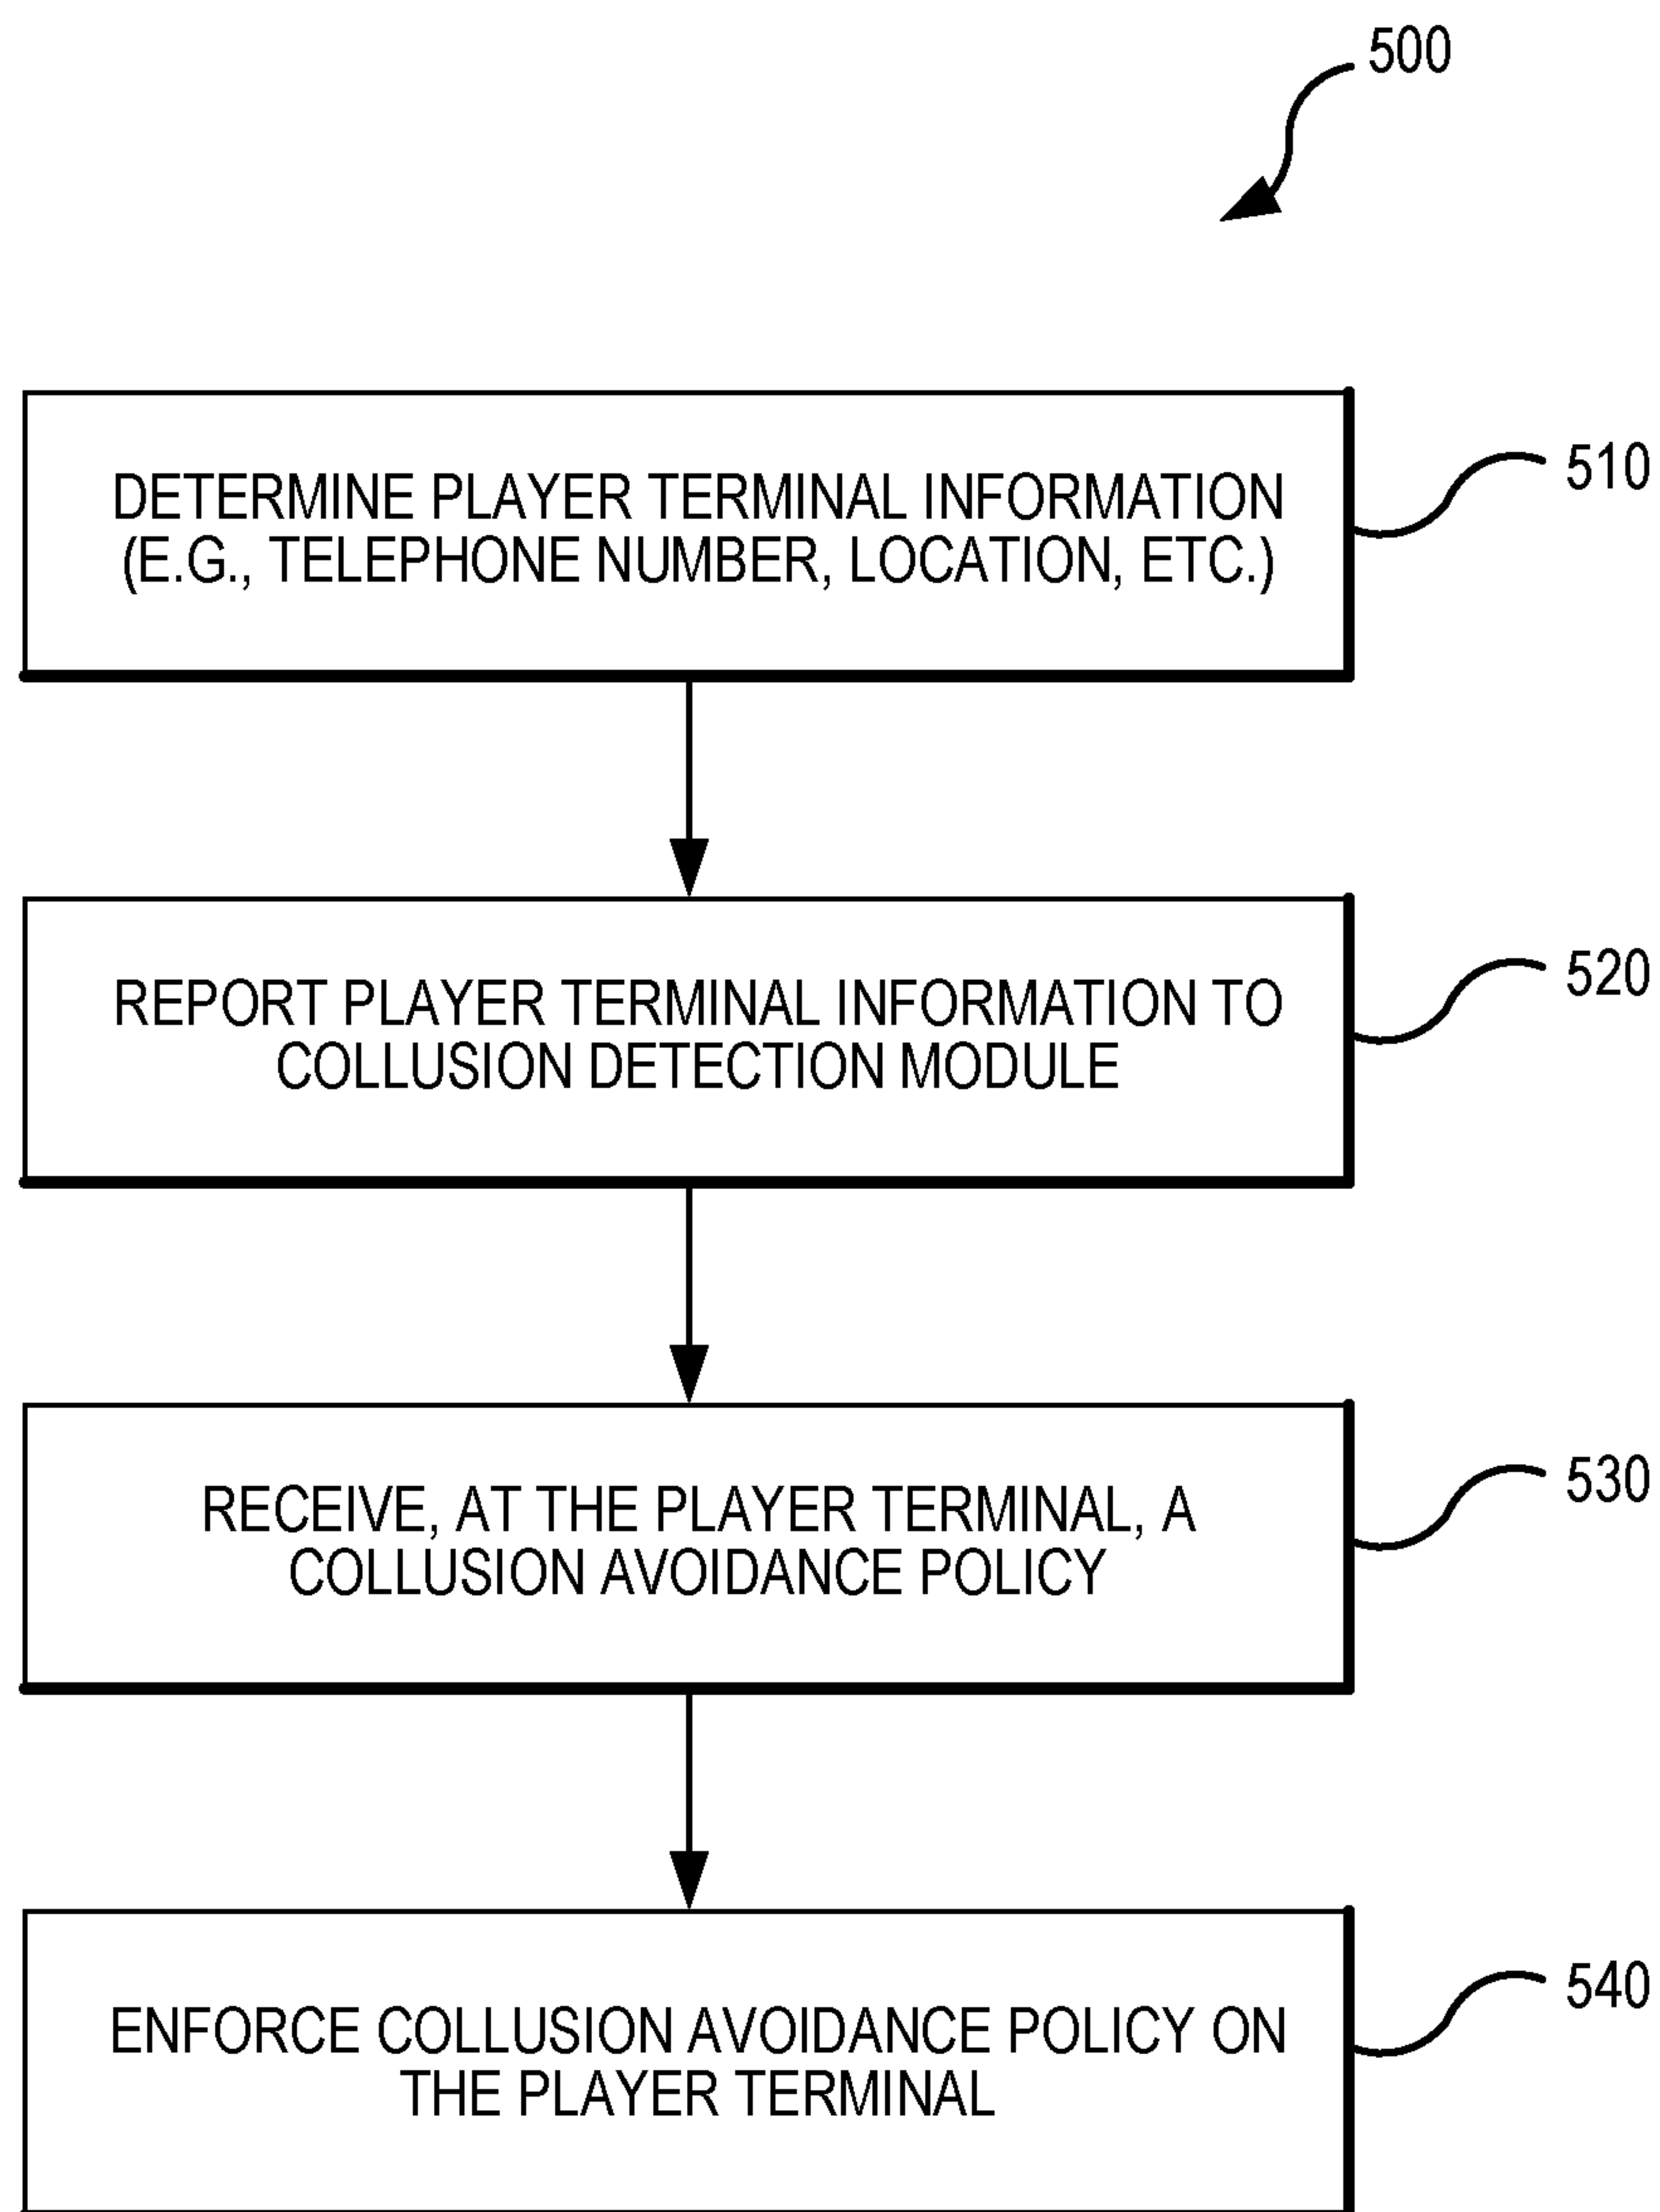 500
DETERMINE PLAYER TERMINAL INFORMATION
(E.G., TELEPHONE NUMBER, LOCATION, ETC.)
510
REPORT PLAYER TERMINAL INFORMATION TO
COLLUSION DETECTION MODULE
520
RECEIVE, AT THE PLAYER TERMINAL, A
COLLUSION AVOIDANCE POLICY
530
ENFORCE COLLUSION AVOIDANCE POLICY ON
THE PLAYER TERMINAL
540